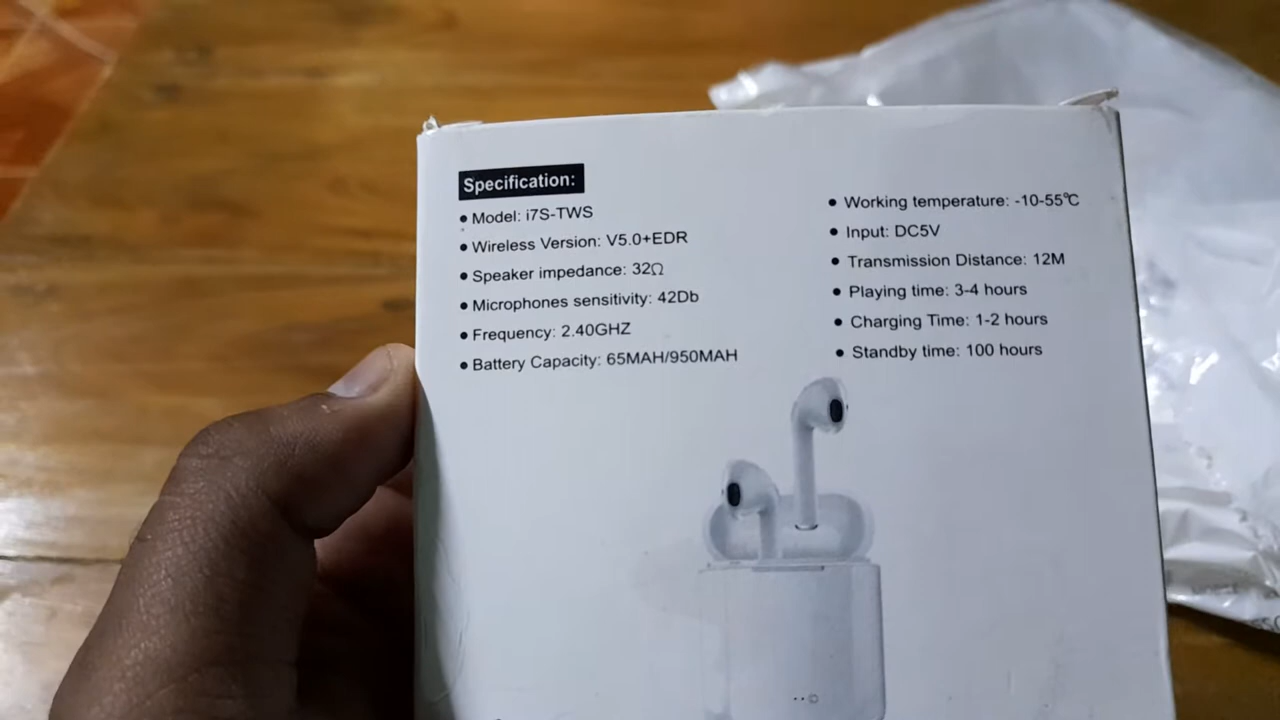 Specification:
Model: i7S-TWS
Wireless Version: V5.0+EDR
Speaker impedance: 32Ω
Microphones sensitivity: 42Db
Frequency: 2.40GHZ
Battery Capacity: 65MAH/950MAH
Working temperature: -10-55℃
Input: DC5V
Transmission Distance: 12M
Playing time: 3-4 hours
Charging Time: 1-2 hours
Standby time: 100 hours